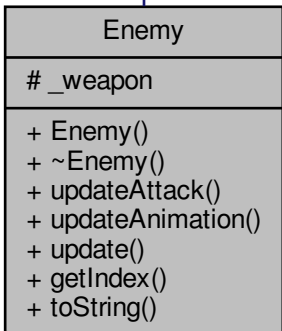 Enemy
# _weapon
+ Enemy()
+ ~Enemy()
+ updateAttack()
+ updateAnimation()
+ update()
+ getIndex()
+ toString()